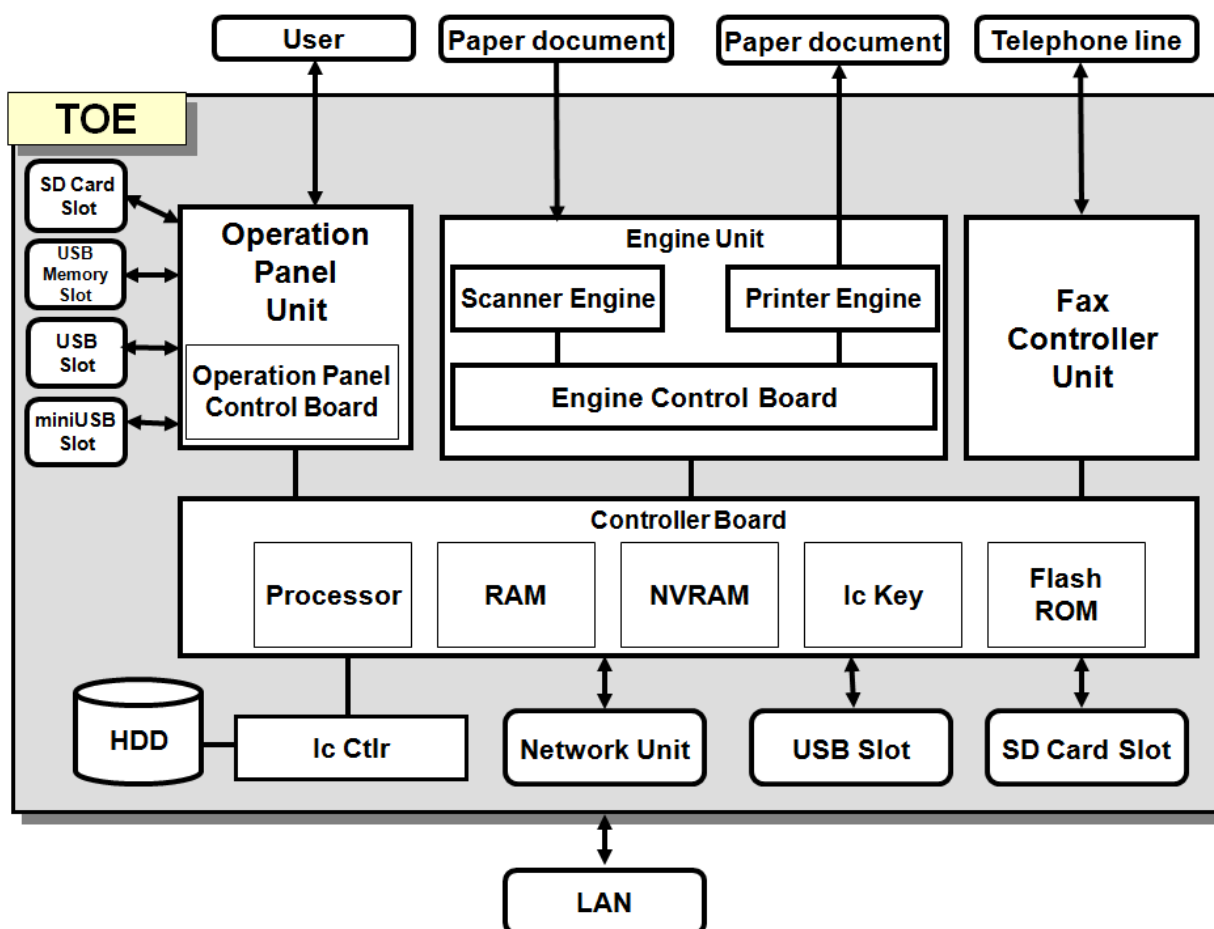 User
Paper document
Paper document
Telephone line
TOE
SD Card
Slot
USB
Memory
Slot
USB
Slot
miniUSB
Slot
Operation
Panel
Unit
Operation Panel
Control Board
Engine Unit
Scanner Engine
Printer Engine
Engine Control Board
Fax
Controller
Unit
Controller Board
Processor
RAM
NVRAM
Ic Key
Flash
ROM
HDD
Ic Ctlr
Network Unit
USB Slot
SD Card Slot
LAN